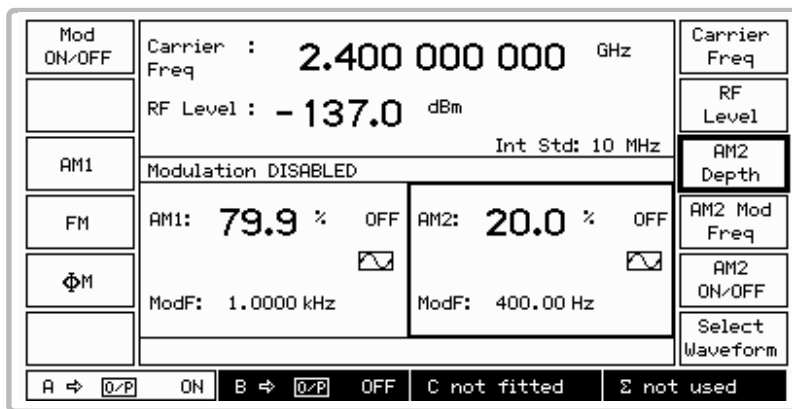 Mod
ON/OFF
AM1
FM
ΦM
Carrier : 2.400 000 000 GHz
Freq
RF Level : -137.0 dBm
Int Std: 10 MHz
Modulation DISABLED
AM1: 79.9 % OFF
ModF: 1.0000 kHz
AM2: 20.0 % OFF
ModF: 400.00 Hz
Carrier
Freq
RF
Level
AM2
Depth
AM2 Mod
Freq
AM2
ON/OFF
Select
Waveform
A ⇨ O/P ON
B ⇨ O/P OFF
C not fitted
Σ not used